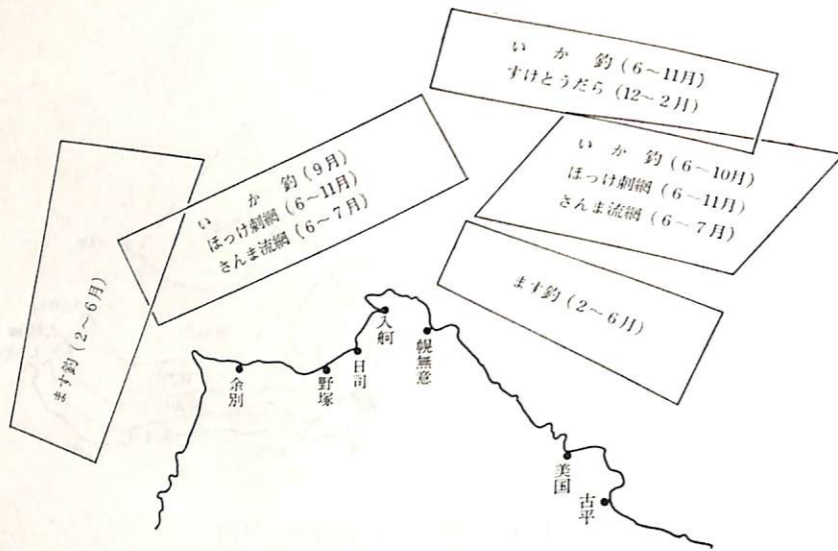 いか釣(6~11月)
すけとうだら(12~2月)
いか釣(6~10月)
ほっけ刺網(6~11月)
さんま流網(6~7月)
いか釣(9月)
ほっけ刺網(6~11月)
さんま流網(6~7月)
ます釣(2~6月)
ます釣(2~6月)
余別
野塚
日司
入舸
幌無意
美国
古平